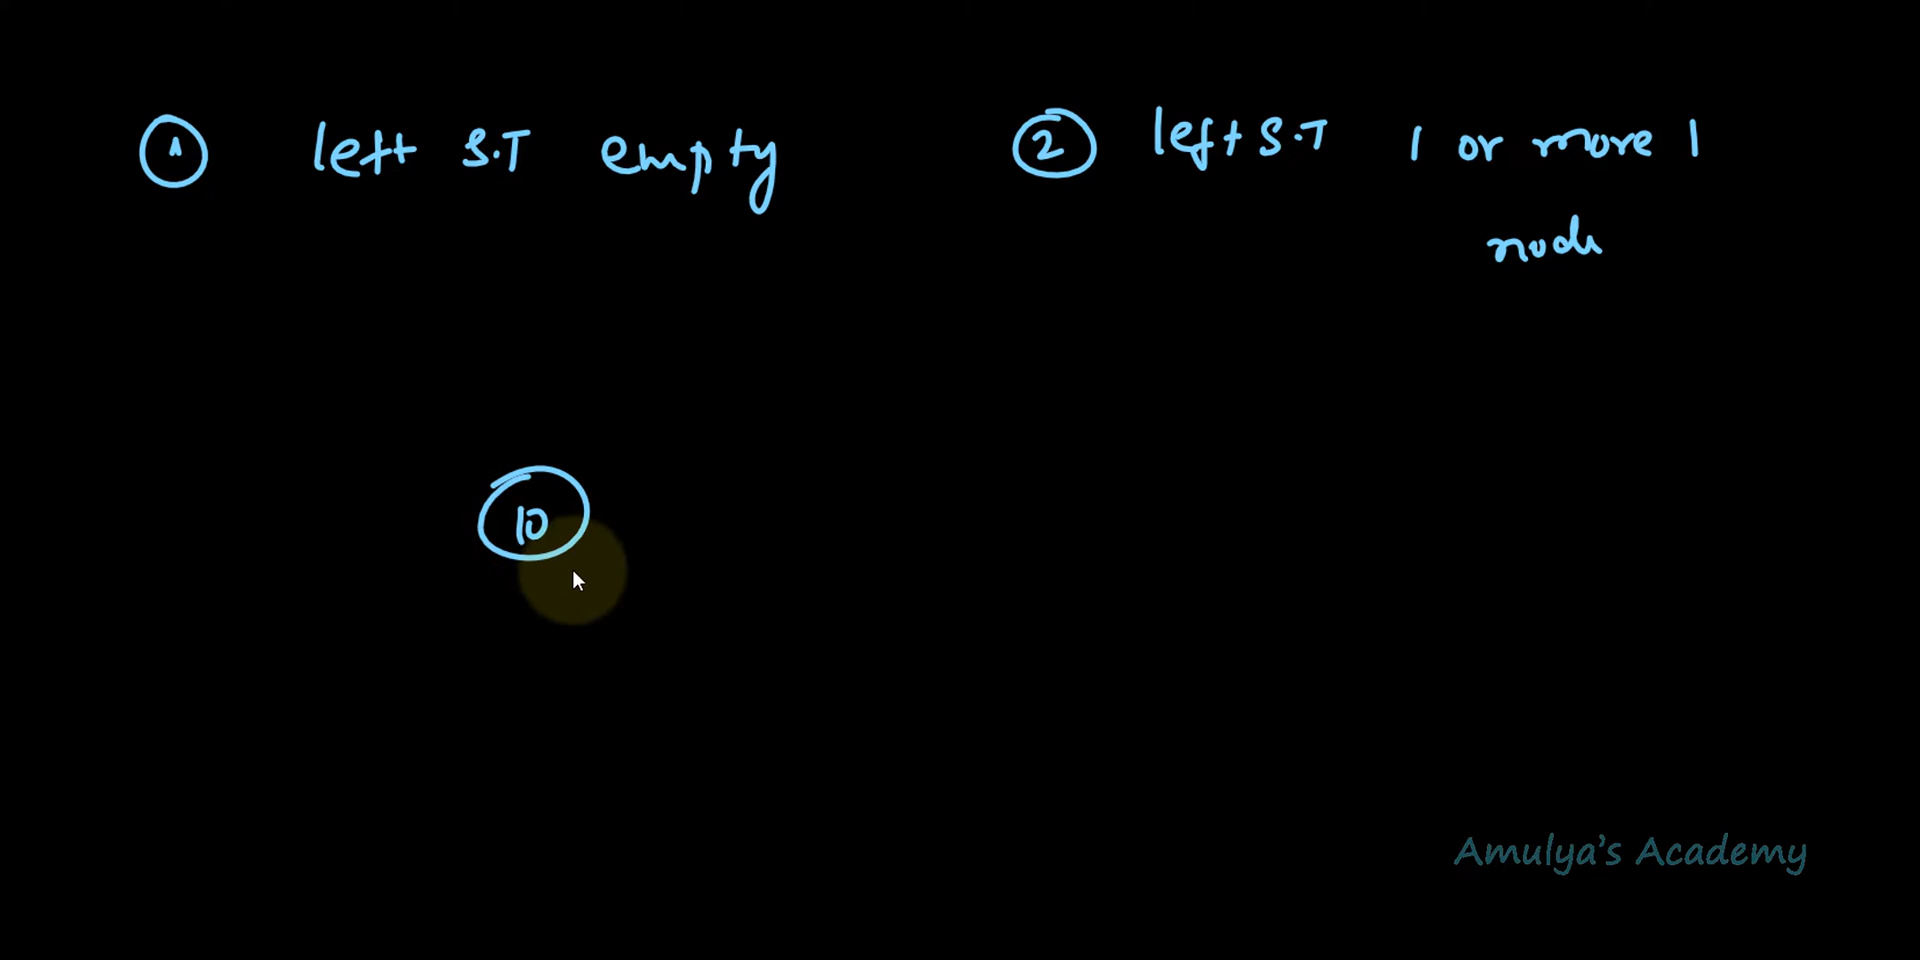 1 left S.T empty
2 left S.T 1 or more 1
node
10
Amulya's Academy